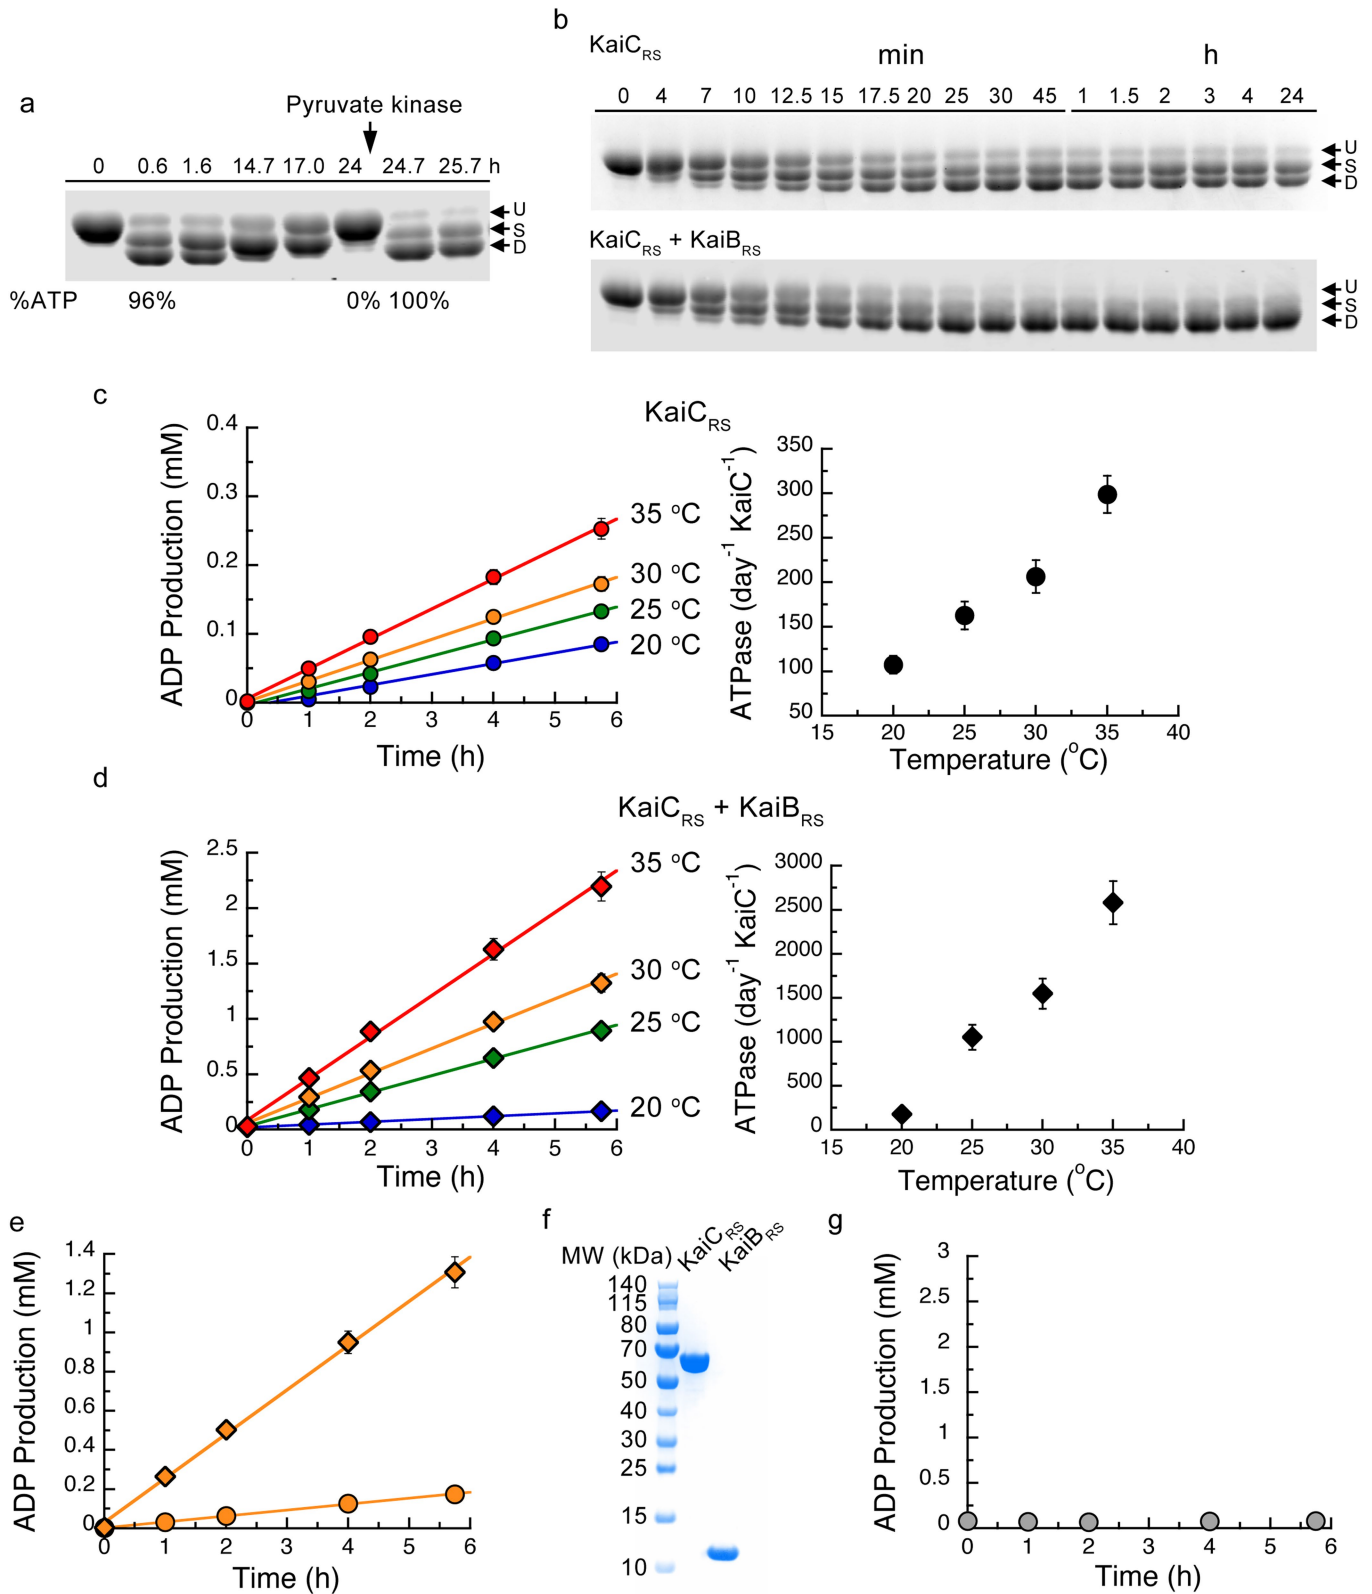 a
Pyruvate kinase
0 0.6 1.6 14.7 17.0 24 24.7 25.7 h
U
S
D
%ATP 96% 0% 100%
b
KaiC_RS
min h
0 4 7 10 12.5 15 17.5 20 25 30 45 1 1.5 2 3 4 24
U
S
D
KaiC_RS + KaiB_RS
U
S
D
c
KaiC_RS
ADP Production (mM)
0.4
0.3
0.2
0.1
0
0 1 2 3 4 5 6
Time (h)
35 °C
30 °C
25 °C
20 °C
ATPase (day⁻¹ KaiC⁻¹)
350
300
250
200
150
100
50
15 20 25 30 35 40
Temperature (°C)
d
KaiC_RS + KaiB_RS
ADP Production (mM)
2.5
2
1.5
1
0.5
0
0 1 2 3 4 5 6
Time (h)
35 °C
30 °C
25 °C
20 °C
ATPase (day⁻¹ KaiC⁻¹)
3000
2500
2000
1500
1000
500
0
15 20 25 30 35 40
Temperature (°C)
e
ADP Production (mM)
1.4
1.2
1
0.8
0.6
0.4
0.2
0
0 1 2 3 4 5 6
Time (h)
f
MW (kDa) KaiC_RS KaiB_RS
140
115
80
70
50
40
30
25
15
10
g
ADP Production (mM)
3
2.5
2
1.5
1
0.5
0
0 1 2 3 4 5 6
Time (h)